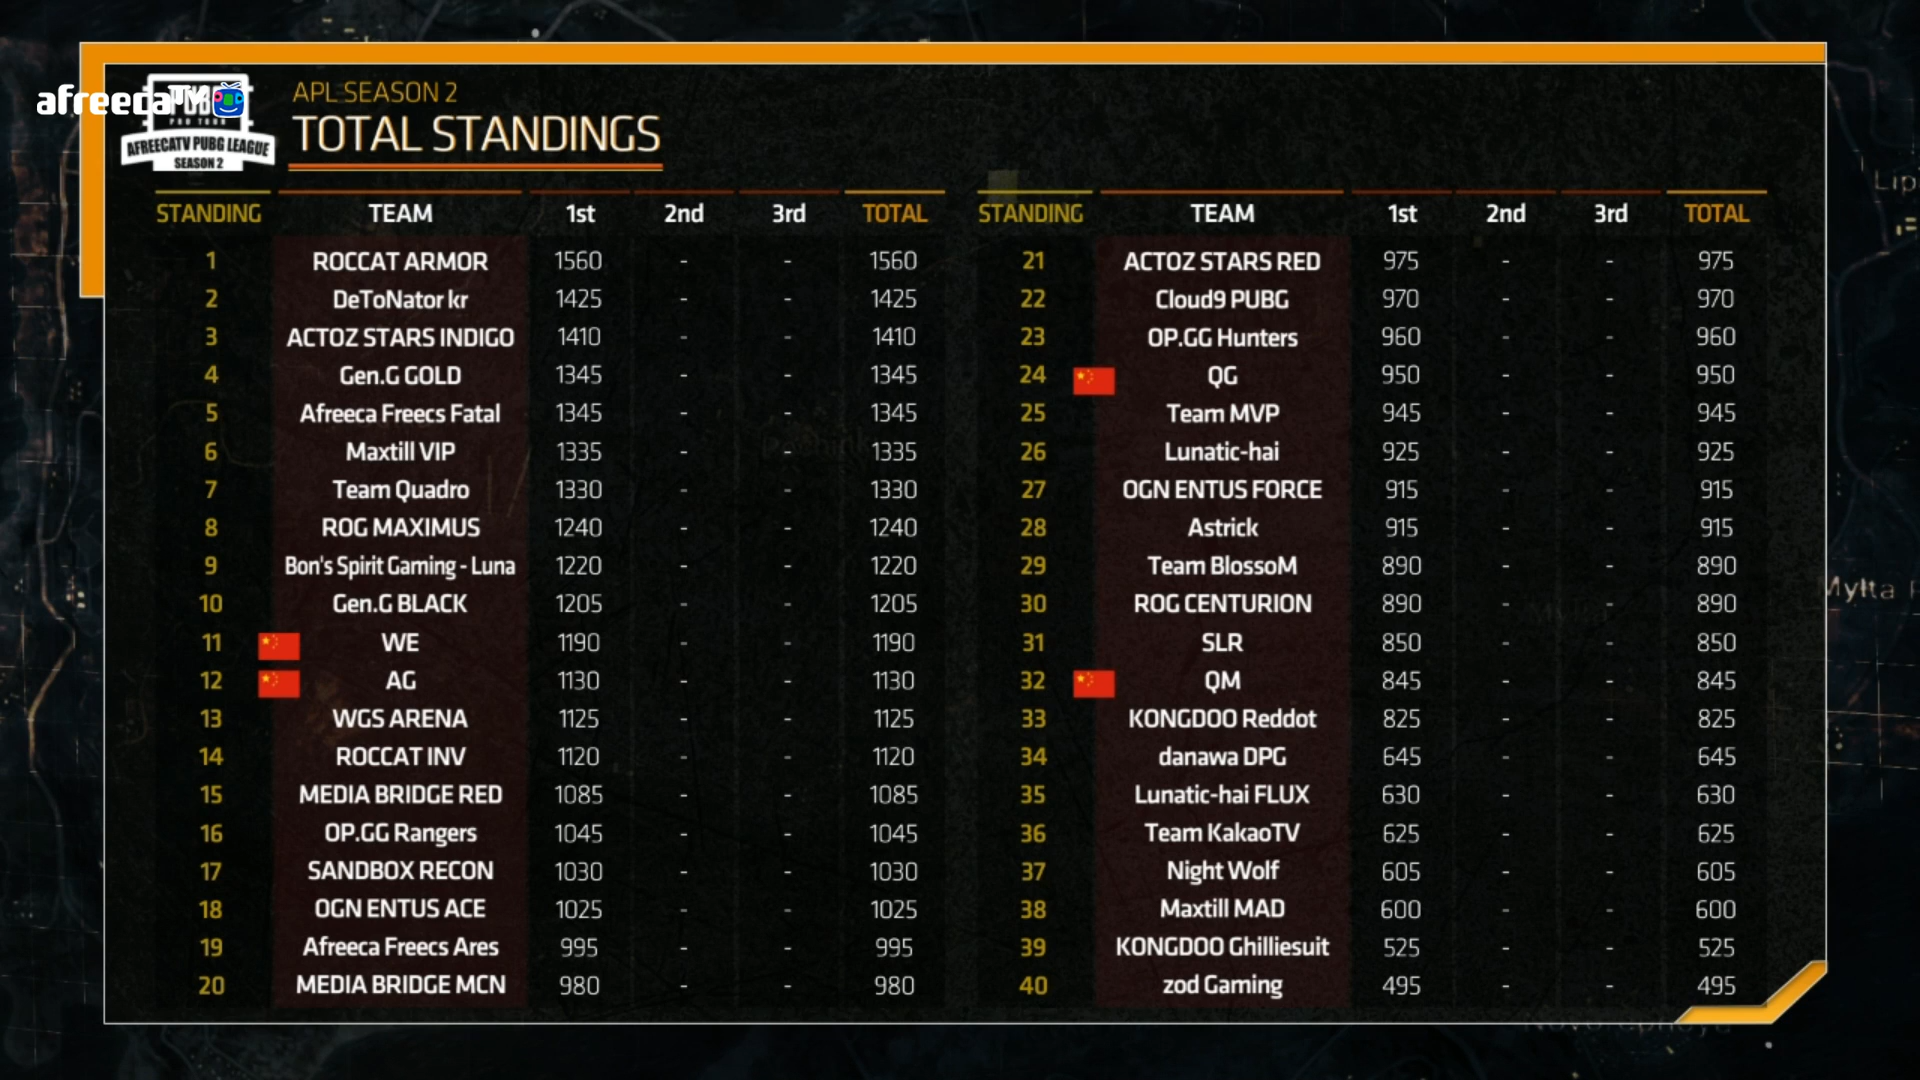 afreecaTV
PUBG
PRO TOUR
AFREECATV PUBG LEAGUE
SEASON 2
APL SEASON 2
TOTAL STANDINGS
STANDING TEAM 1st 2nd 3rd TOTAL
1 ROCCAT ARMOR 1560 - - 1560
2 DeToNator kr 1425 - - 1425
3 ACTOZ STARS INDIGO 1410 - - 1410
4 Gen.G GOLD 1345 - - 1345
5 Afreeca Freecs Fatal 1345 - - 1345
6 Maxtill VIP 1335 - - 1335
7 Team Quadro 1330 - - 1330
8 ROG MAXIMUS 1240 - - 1240
9 Bon's Spirit Gaming - Luna 1220 - - 1220
10 Gen.G BLACK 1205 - - 1205
11 WE 1190 - - 1190
12 AG 1130 - - 1130
13 WGS ARENA 1125 - - 1125
14 ROCCAT INV 1120 - - 1120
15 MEDIA BRIDGE RED 1085 - - 1085
16 OP.GG Rangers 1045 - - 1045
17 SANDBOX RECON 1030 - - 1030
18 OGN ENTUS ACE 1025 - - 1025
19 Afreeca Freecs Ares 995 - - 995
20 MEDIA BRIDGE MCN 980 - - 980
STANDING TEAM 1st 2nd 3rd TOTAL
21 ACTOZ STARS RED 975 - - 975
22 Cloud9 PUBG 970 - - 970
23 OP.GG Hunters 960 - - 960
24 QG 950 - - 950
25 Team MVP 945 - - 945
26 Lunatic-hai 925 - - 925
27 OGN ENTUS FORCE 915 - - 915
28 Astrick 915 - - 915
29 Team BlossoM 890 - - 890
30 ROG CENTURION 890 - - 890
31 SLR 850 - - 850
32 QM 845 - - 845
33 KONGDOO Reddot 825 - - 825
34 danawa DPG 645 - - 645
35 Lunatic-hai FLUX 630 - - 630
36 Team KakaoTV 625 - - 625
37 Night Wolf 605 - - 605
38 Maxtill MAD 600 - - 600
39 KONGDOO Ghilliesuit 525 - - 525
40 zod Gaming 495 - - 495
Lip
Mylta P